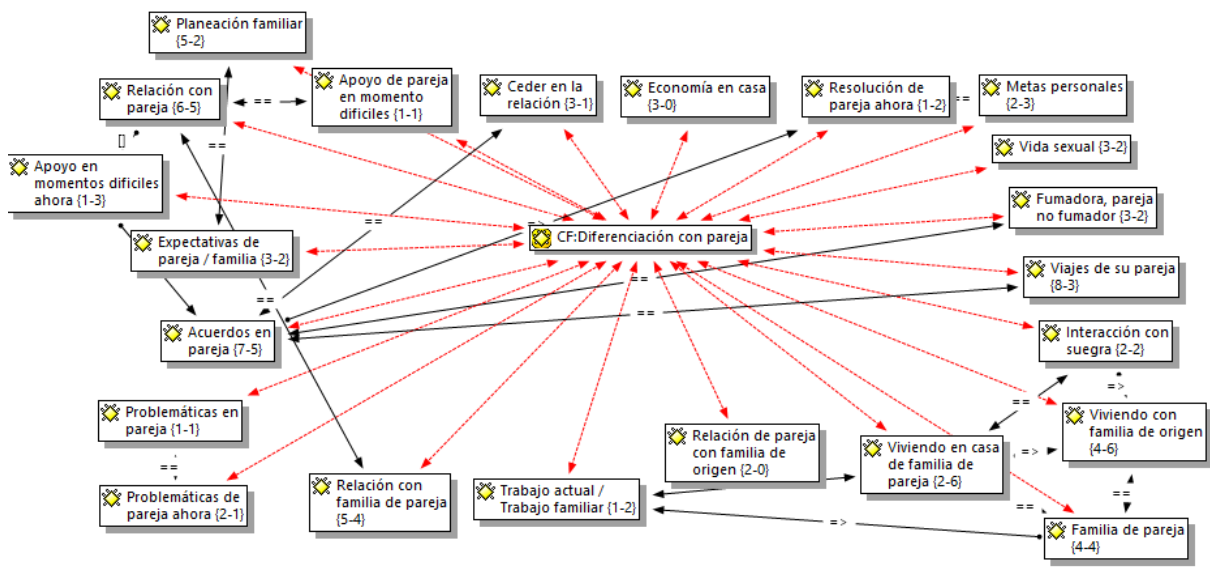 Planeación familiar
{5-2}
Relación con
pareja {6-5}
==
Apoyo de pareja
en momento
dificiles {1-1}
Ceder en la
relación {3-1}
Economía en casa
{3-0}
Resolución de
pareja ahora {1-2}
==
Metas personales
{2-3}
[]
==
Vida sexual {3-2}
Apoyo en
momentos dificiles
ahora {1-3}
Fumadora, pareja
no fumador {3-2}
==
=>
Expectativas de
pareja / familia {3-2}
CF:Diferenciación con pareja
Viajes de su pareja
{8-3}
==
==
==
Acuerdos en
pareja {7-5}
Interacción con
suegra {2-2}
=>
Problemáticas en
pareja {1-1}
==
Viviendo con
familia de origen
{4-6}
Relación de pareja
con familia de
origen {2-0}
Viviendo en casa
de familia de
pareja {2-6}
=>
==
Problemáticas de
pareja ahora {2-1}
Relación con
familia de pareja
{5-4}
Trabajo actual /
Trabajo familiar {1-2}
==
==
=>
Familia de pareja
{4-4}